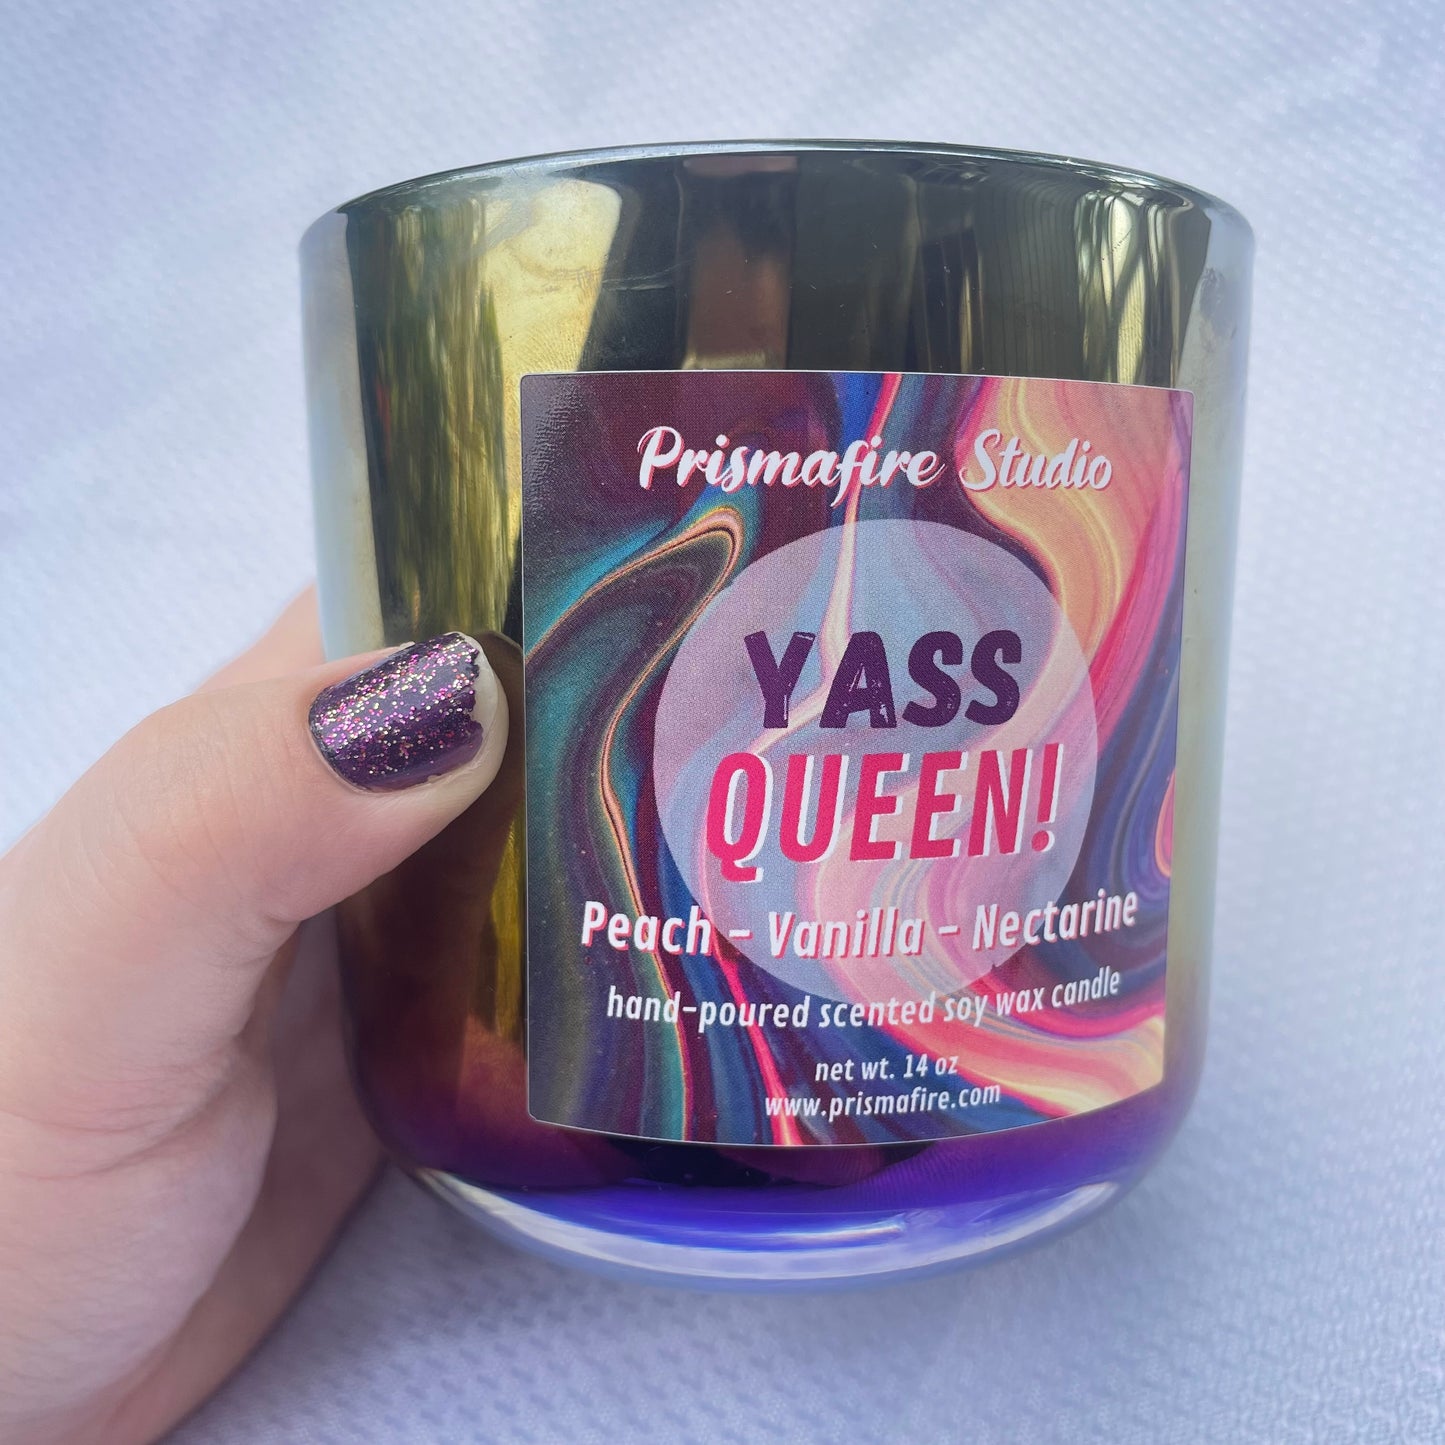 Prismafire Studio
YASS
QUEEN!
Peach - Vanilla - Nectarine
hand-poured scented soy wax candle
net wt. 14 oz
www.prismafire.com